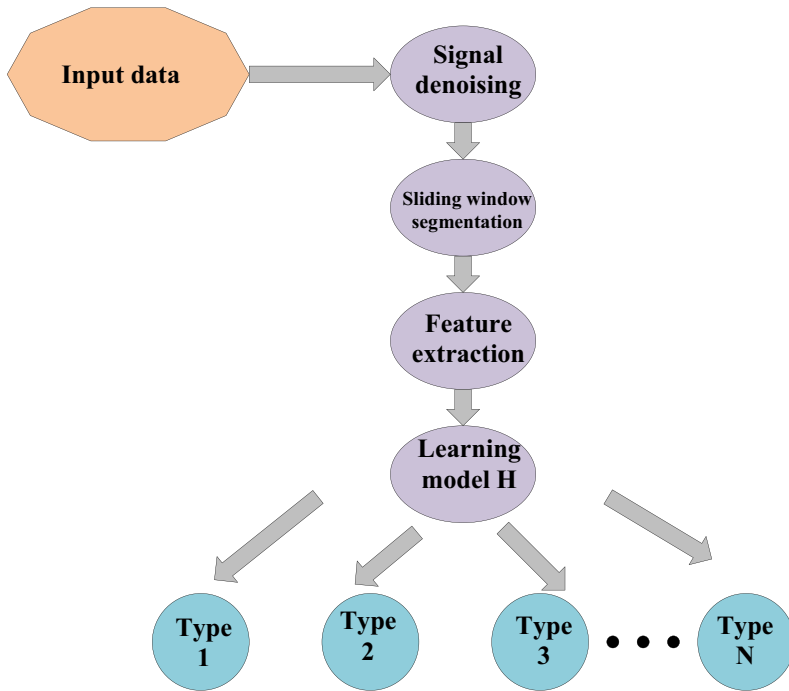 Input data
Signal
denoising
Sliding window
segmentation
Feature
extraction
Learning
model H
Type
1
Type
2
Type
3
Type
N